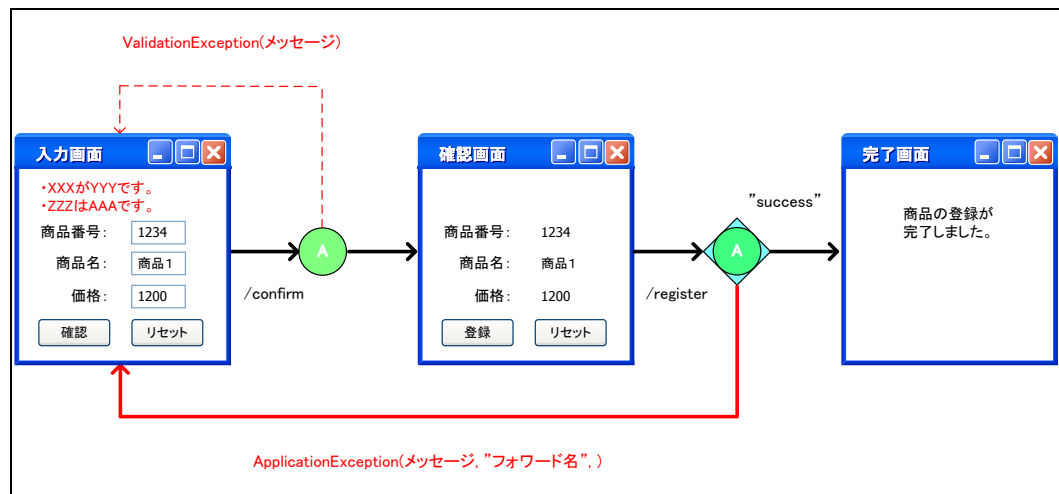 ValidationException(メッセージ)
入力画面
・XXXがYYYです。
・ZZZはAAAです。
商品番号: 1234
商品名: 商品1
価格: 1200
確認 リセット
A
/confirm
確認画面
商品番号: 1234
商品名: 商品1
価格: 1200
登録 リセット
"success"
A
/register
完了画面
商品の登録が
完了しました。
ApplicationException(メッセージ, "フォワード名", )